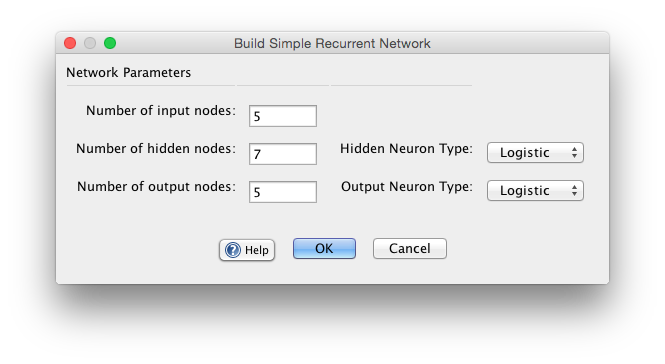 Build Simple Recurrent Network
Network Parameters
Number of input nodes: 5
Number of hidden nodes: 7 Hidden Neuron Type: Logistic
Number of output nodes: 5 Output Neuron Type: Logistic
? Help OK Cancel